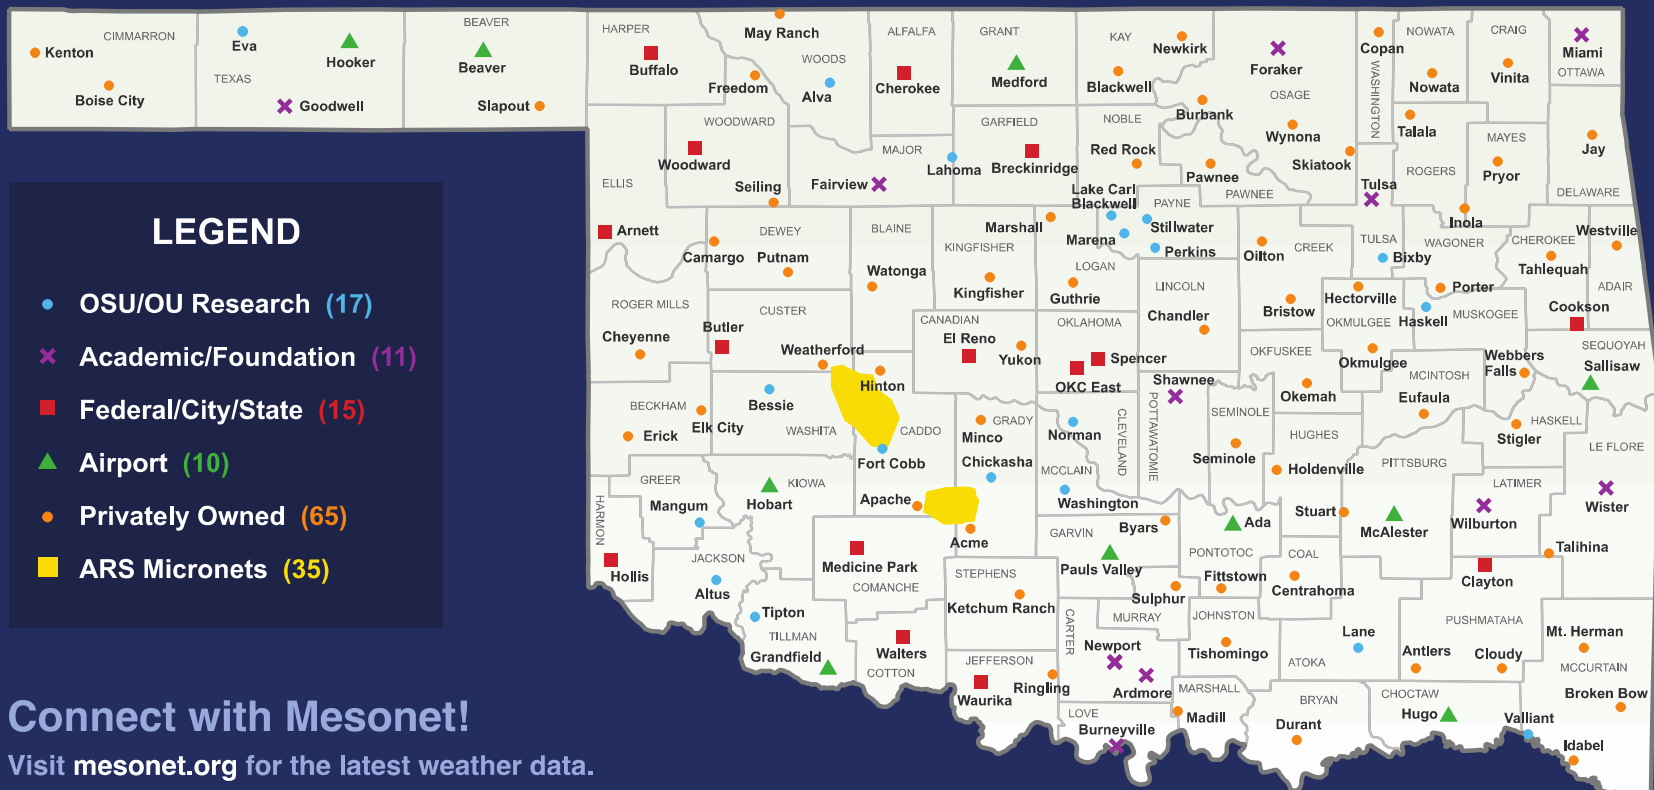 CIMMARRON
Kenton
Boise City
Eva
TEXAS
Hooker
Goodwell
BEAVER
Beaver
Slapout
HARPER
Buffalo
May Ranch
WOODS
Freedom
Alva
ALFALFA
Cherokee
GRANT
Medford
KAY
Newkirk
Blackwell
Foraker
OSAGE
Burbank
Wynona
Skiatook
Copan
WASHINGTON
NOWATA
Nowata
CRAIG
Vinita
Miami
OTTAWA
WOODWARD
Woodward
Seiling
MAJOR
Fairview
Lahoma
GARFIELD
Breckinridge
NOBLE
Red Rock
Lake Carl
Blackwell
Pawnee
PAWNEE
Tulsa
Talala
ROGERS
MAYES
Pryor
Inola
Jay
DELAWARE
ELLIS
Arnett
Camargo
DEWEY
Putnam
BLAINE
Watonga
KINGFISHER
Kingfisher
Marshall
LOGAN
Guthrie
PAYNE
Stillwater
Marena
Perkins
Oilton
CREEK
Bristow
TULSA
Bixby
WAGONER
Porter
CHEROKEE
Tahlequah
Westville
ADAIR
Cookson
ROGER MILLS
Cheyenne
CUSTER
Butler
Weatherford
Hinton
CANADIAN
El Reno
Yukon
OKLAHOMA
Spencer
OKC East
LINCOLN
Chandler
Hectorville
OKMULGEE
Okmulgee
Haskell
MUSKOGEE
Webbers
Falls
SEQUOYAH
Sallisaw
OKFUSKEE
Okemah
MCINTOSH
Eufaula
BECKHAM
Erick
Elk City
Bessie
WASHITA
CADDO
Fort Cobb
GRADY
Minco
Chickasha
Norman
CLEVELAND
MCCLAIN
Washington
Shawnee
POTTAWATOMIE
SEMINOLE
Seminole
HUGHES
Holdenville
PITTSBURG
Stigler
HASKELL
LE FLORE
Wister
GREER
Mangum
HARMON
Hollis
KIOWA
Hobart
Apache
Acme
GARVIN
Byars
Pauls Valley
Ada
PONTOTOC
Fittstown
Stuart
COAL
Centrahoma
McAlester
LATIMER
Wilburton
Talihina
Clayton
JACKSON
Altus
Tipton
TILLMAN
Grandfield
Medicine Park
COMANCHE
Walters
COTTON
STEPHENS
Ketchum Ranch
JEFFERSON
Waurika
Ringling
CARTER
Newport
Ardmore
MURRAY
Sulphur
JOHNSTON
Tishomingo
MARSHALL
Madill
LOVE
Burneyville
Lane
ATOKA
BRYAN
Durant
PUSHMATAHA
Antlers
Cloudy
CHOCTAW
Hugo
Mt. Herman
MCCURTAIN
Broken Bow
Valliant
Idabel
LEGEND
OSU/OU Research (17)
Academic/Foundation (11)
Federal/City/State (15)
Airport (10)
Privately Owned (65)
ARS Micronets (35)
Connect with Mesonet!
Visit mesonet.org for the latest weather data.